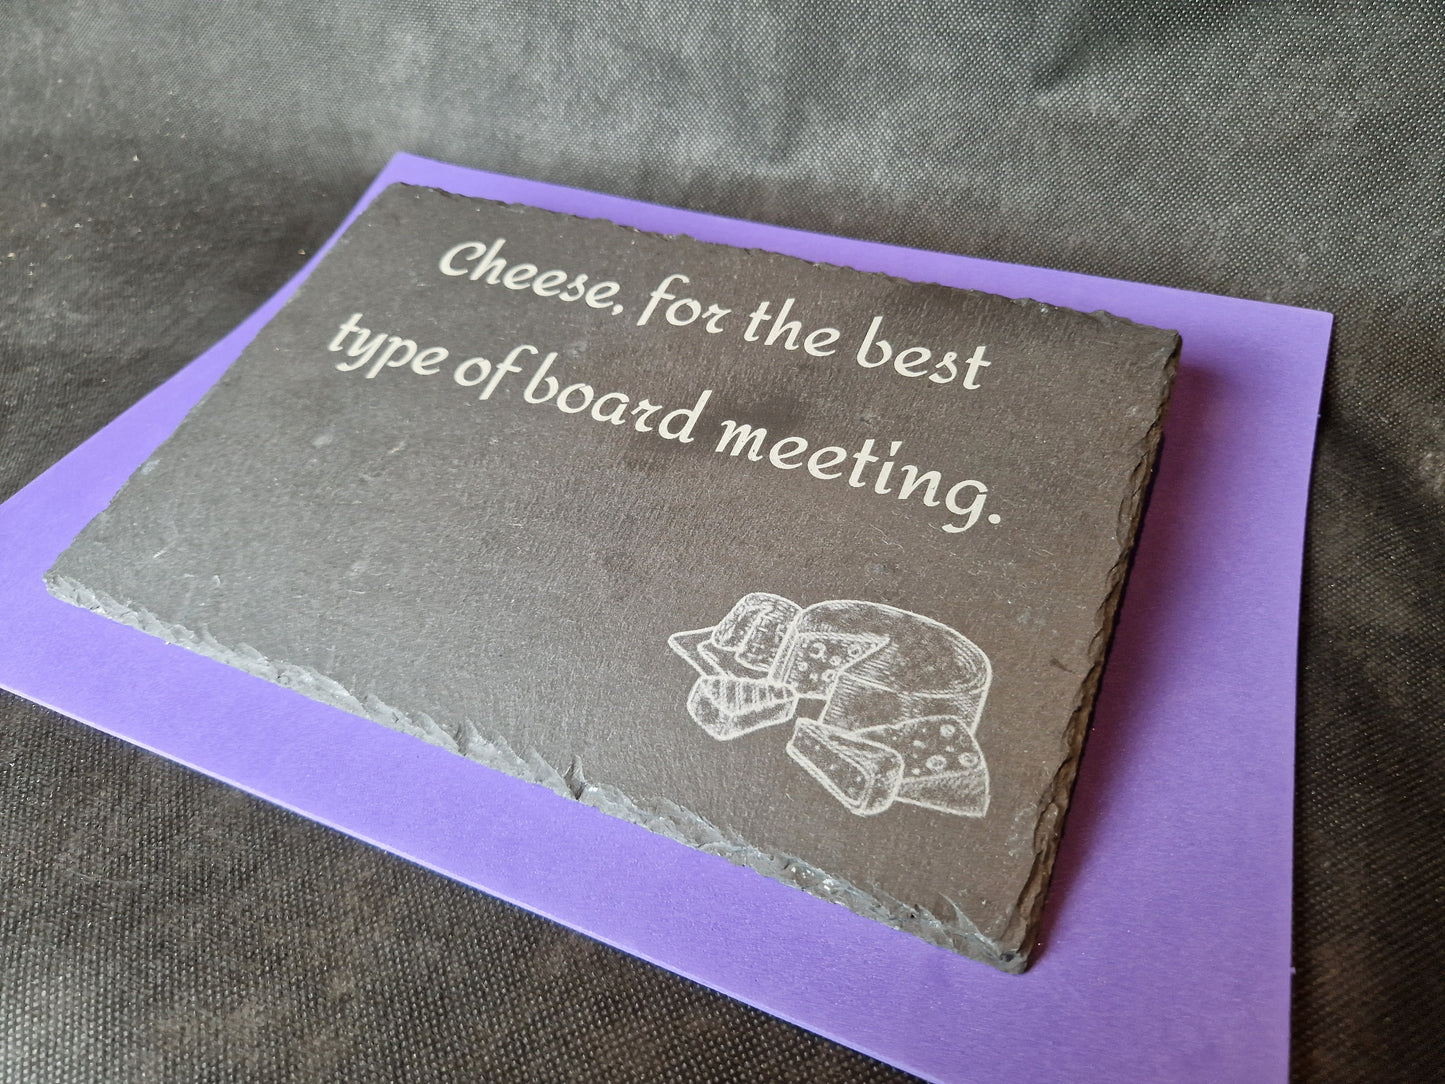 Cheese, for the best
type of board meeting.